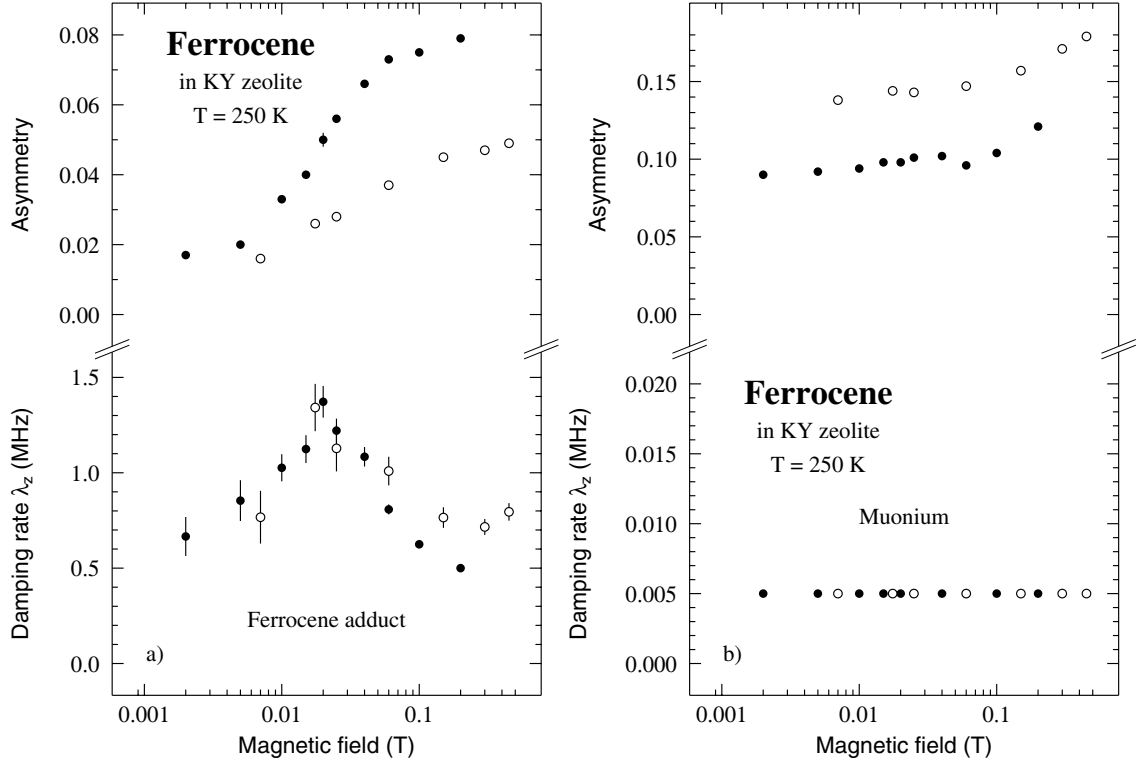 0.08
0.06
0.04
0.02
0.00
Asymmetry
Ferrocene
in KY zeolite
T = 250 K
1.5
1.0
0.5
0.0
Damping rate λz (MHz)
Ferrocene adduct
a)
0.001
0.01
0.1
Magnetic field (T)
0.15
0.10
0.05
0.00
Asymmetry
0.020
0.015
0.010
0.005
0.000
Damping rate λz (MHz)
Ferrocene
in KY zeolite
T = 250 K
Muonium
b)
0.001
0.01
0.1
Magnetic field (T)